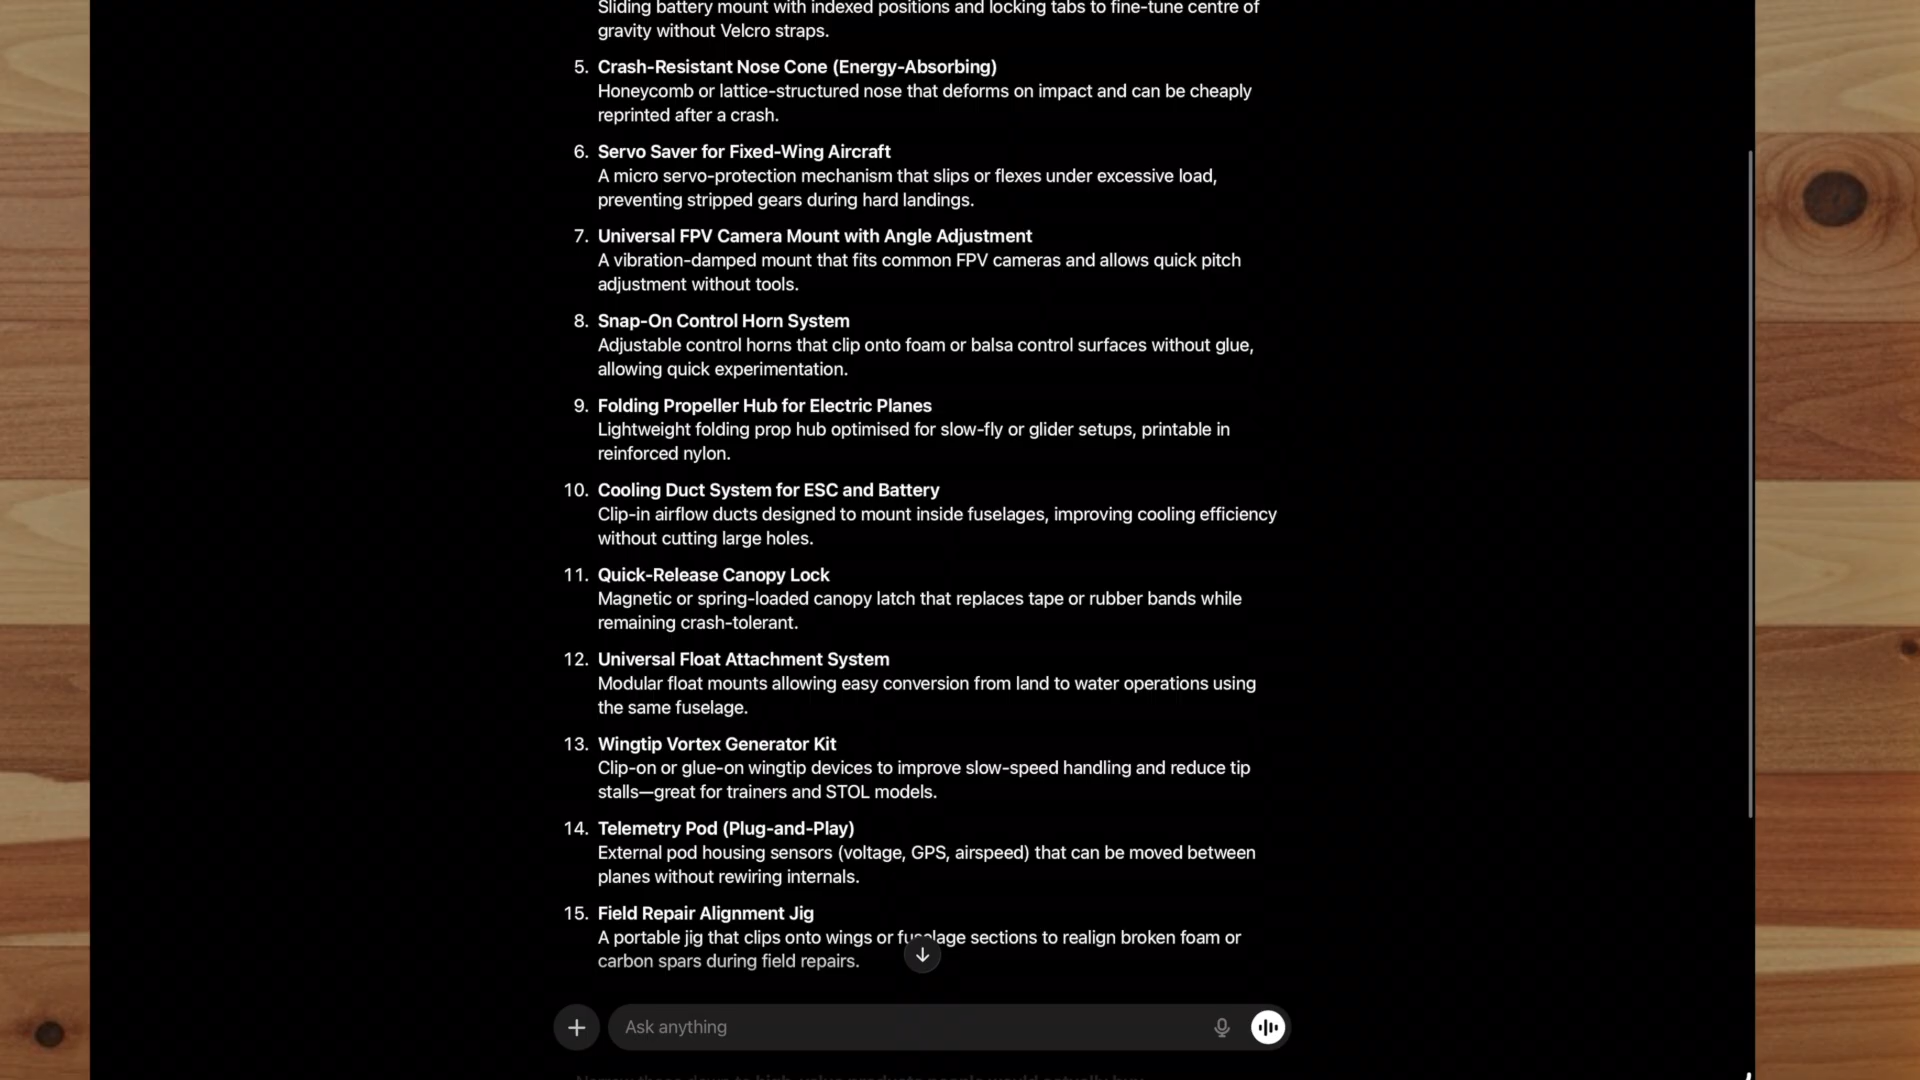 Sliding battery mount with indexed positions and locking tabs to fine-tune centre of
gravity without Velcro straps.
5. Crash-Resistant Nose Cone (Energy-Absorbing)
Honeycomb or lattice-structured nose that deforms on impact and can be cheaply
reprinted after a crash.
6. Servo Saver for Fixed-Wing Aircraft
A micro servo-protection mechanism that slips or flexes under excessive load,
preventing stripped gears during hard landings.
7. Universal FPV Camera Mount with Angle Adjustment
A vibration-damped mount that fits common FPV cameras and allows quick pitch
adjustment without tools.
8. Snap-On Control Horn System
Adjustable control horns that clip onto foam or balsa control surfaces without glue,
allowing quick experimentation.
9. Folding Propeller Hub for Electric Planes
Lightweight folding prop hub optimised for slow-fly or glider setups, printable in
reinforced nylon.
10. Cooling Duct System for ESC and Battery
Clip-in airflow ducts designed to mount inside fuselages, improving cooling efficiency
without cutting large holes.
11. Quick-Release Canopy Lock
Magnetic or spring-loaded canopy latch that replaces tape or rubber bands while
remaining crash-tolerant.
12. Universal Float Attachment System
Modular float mounts allowing easy conversion from land to water operations using
the same fuselage.
13. Wingtip Vortex Generator Kit
Clip-on or glue-on wingtip devices to improve slow-speed handling and reduce tip
stalls—great for trainers and STOL models.
14. Telemetry Pod (Plug-and-Play)
External pod housing sensors (voltage, GPS, airspeed) that can be moved between
planes without rewiring internals.
15. Field Repair Alignment Jig
A portable jig that clips onto wings or fuselage sections to realign broken foam or
carbon spars during field repairs.
Ask anything